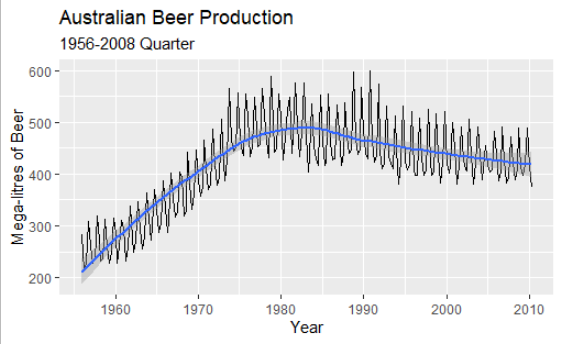 Australian Beer Production
1956-2008 Quarter
Mega-litres of Beer
600
500
400
300
200
1960 1970 1980 1990 2000 2010
Year